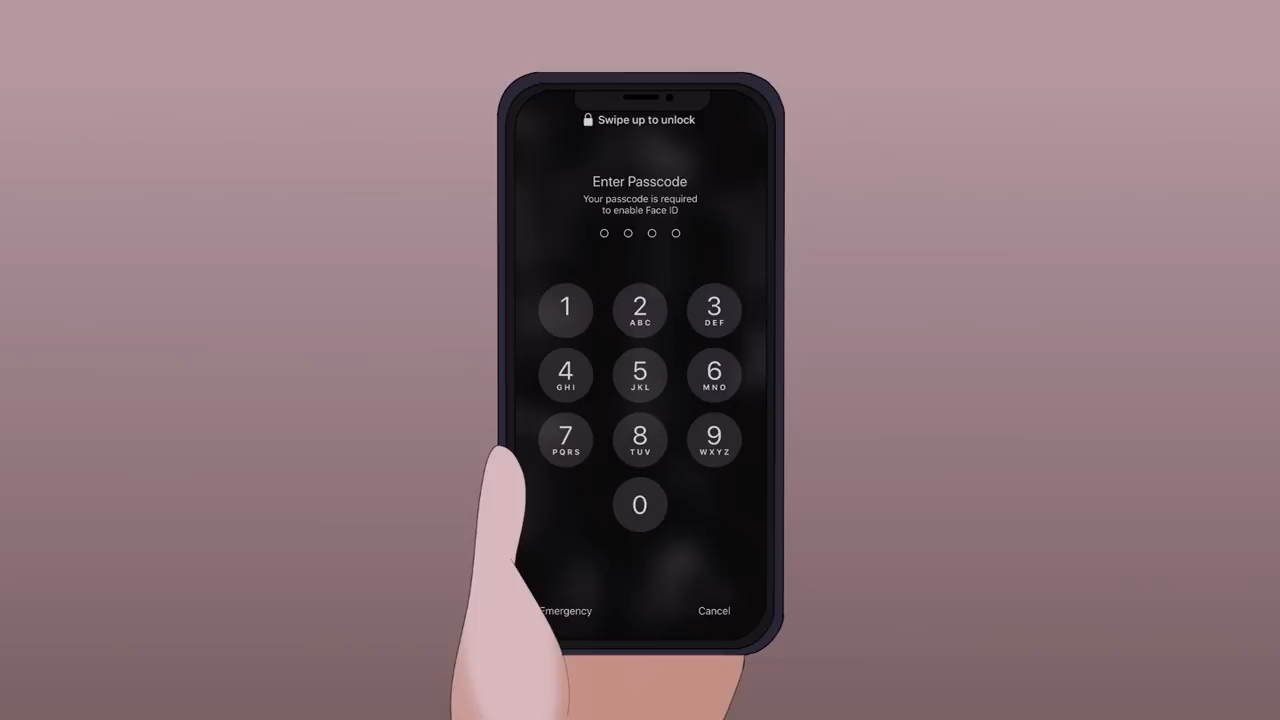 Swipe up to unlock
Enter Passcode
Your passcode is required
to enable Face ID
1 2 3
ABC DEF
4 5 6
GHI JKL MNO
7 8 9
PQRS TUV WXYZ
0
Emergency Cancel